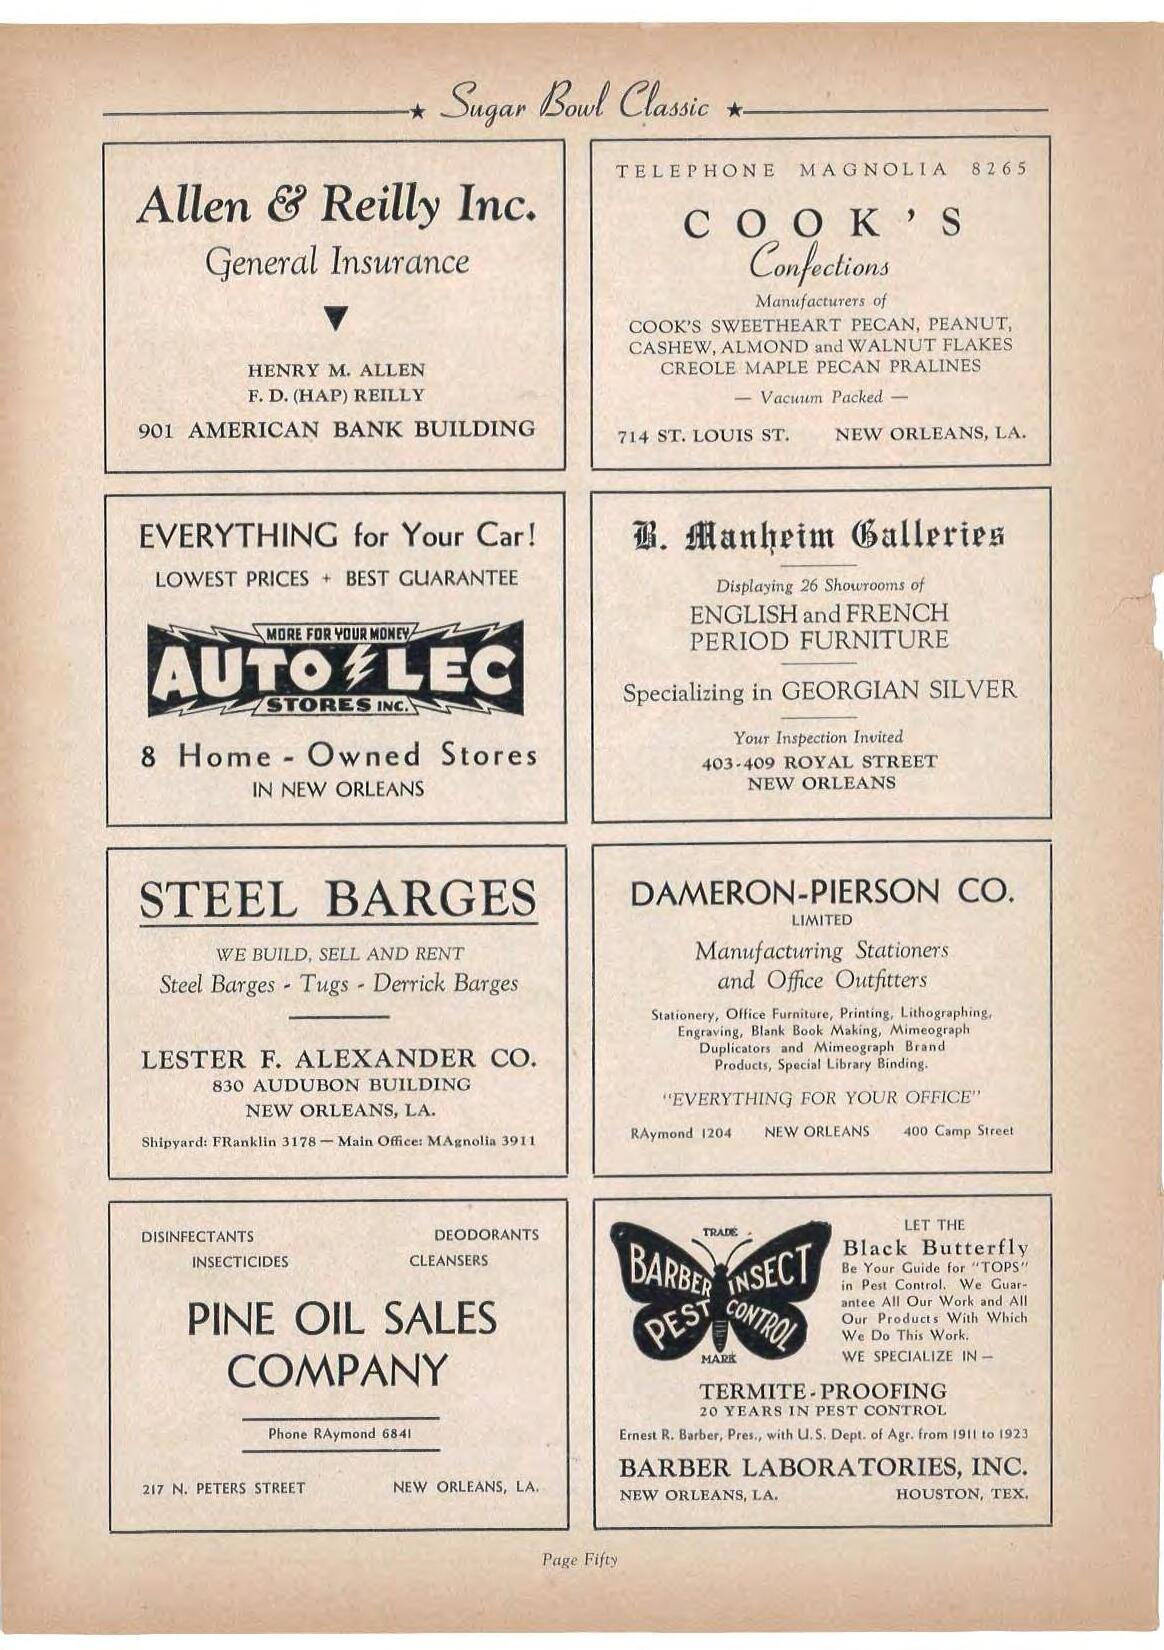 Sugar Bowl Classic
Allen & Reilly Inc.
General Insurance
HENRY M. ALLEN
F. D. (HAP) REILLY
901 AMERICAN BANK BUILDING
TELEPHONE MAGNOLIA 8265
COOK'S
Confections
Manufacturers of
COOK'S SWEETHEART PECAN, PEANUT,
CASHEW, ALMOND and WALNUT FLAKES
CREOLE MAPLE PECAN PRALINES
— Vacuum Packed —
714 ST. LOUIS ST. NEW ORLEANS, LA.
EVERYTHING for Your Car!
LOWEST PRICES + BEST GUARANTEE
MORE FOR YOUR MONEY
AUTO LEC
STORES INC.
8 Home - Owned Stores
IN NEW ORLEANS
B. Manheim Galleries
Displaying 26 Showrooms of
ENGLISH and FRENCH
PERIOD FURNITURE
Specializing in GEORGIAN SILVER
Your Inspection Invited
403-409 ROYAL STREET
NEW ORLEANS
STEEL BARGES
WE BUILD, SELL AND RENT
Steel Barges - Tugs - Derrick Barges
LESTER F. ALEXANDER CO.
830 AUDUBON BUILDING
NEW ORLEANS, LA.
Shipyard: FRanklin 3178 — Main Office: MAgnolia 3911
DAMERON-PIERSON CO.
LIMITED
Manufacturing Stationers
and Office Outfitters
Stationery, Office Furniture, Printing, Lithographing,
Engraving, Blank Book Making, Mimeograph
Duplicators and Mimeograph Brand
Products, Special Library Binding.
"EVERYTHING FOR YOUR OFFICE"
RAymond 1204 NEW ORLEANS 400 Camp Street
DISINFECTANTS DEODORANTS
INSECTICIDES CLEANSERS
PINE OIL SALES
COMPANY
Phone RAymond 6841
217 N. PETERS STREET NEW ORLEANS, LA.
TRADE
BARBER INSECT
PEST CONTROL
MARK
LET THE
Black Butterfly
Be Your Guide for "TOPS"
in Pest Control. We Guar-
antee All Our Work and All
Our Products With Which
We Do This Work.
WE SPECIALIZE IN —
TERMITE-PROOFING
20 YEARS IN PEST CONTROL
Ernest R. Barber, Pres., with U. S. Dept. of Agr. from 1911 to 1923
BARBER LABORATORIES, INC.
NEW ORLEANS, LA. HOUSTON, TEX.
Page Fifty